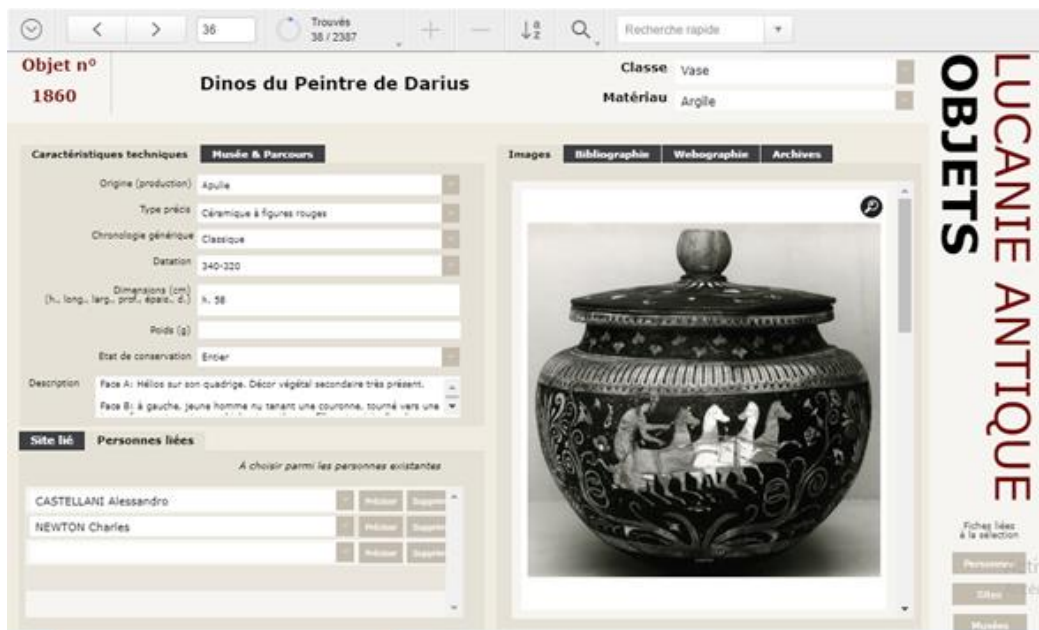 36
Trouvés
38 / 2387
Recherche rapide
Objet nº
1860
Dinos du Peintre de Darius
Classe Vase
Matériau Argile
Caractéristiques techniques Musée & Parcours
Origine (production) Apulie
Type précis Céramique à figures rouges
Chronologie générique Classique
Datation 340-320
Dimensions (cm)
(h., long., larg., prof., épais., d.) h. 58
Poids (g)
Etat de conservation Entier
Description Face A: Hélios sur son quadrige. Décor végétal secondaire très présent.
Face B: à gauche, jeune homme nu tenant une couronne, tourné vers une
Site lié Personnes liées
A choisir parmi les personnes existantes
CASTELLANI Alessandro Préciser
NEWTON Charles Préciser
Préciser
Images Bibliographie Webographie Archives
LUCANIE ANTIQUE
OBJETS
Fiches liées
à la sélection
Personnes
Sites
Musées